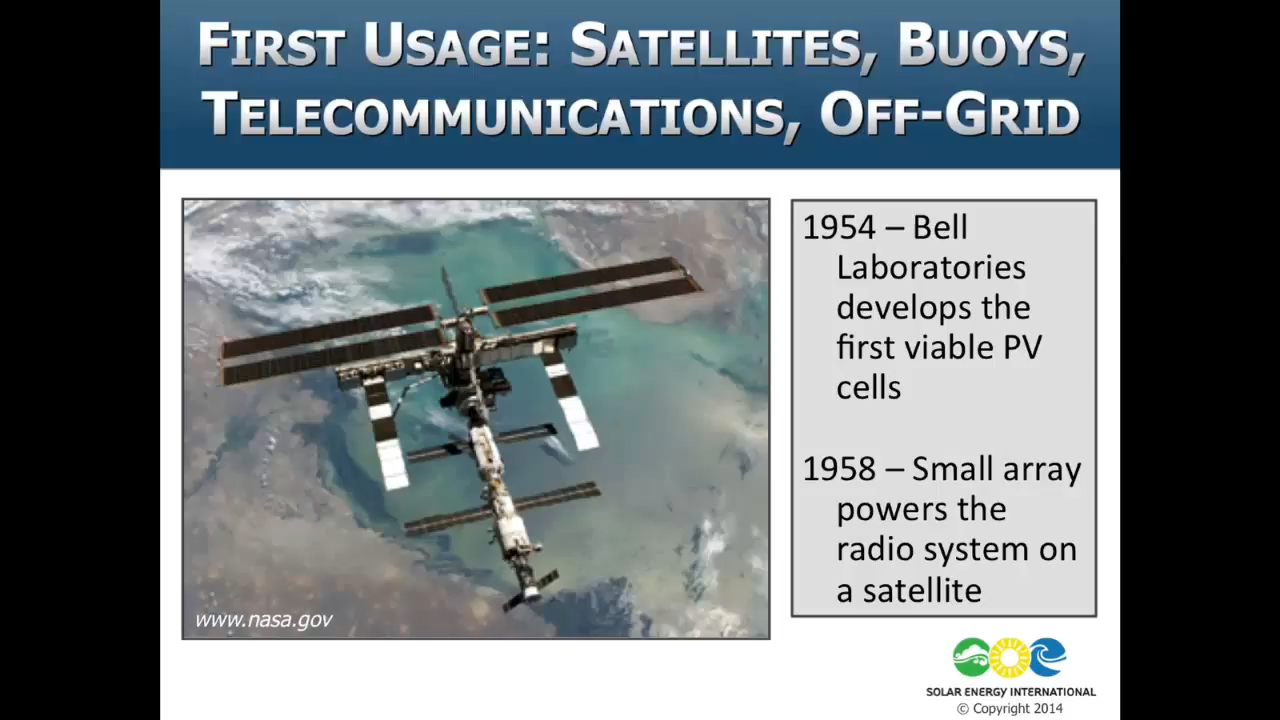 First Usage: Satellites, Buoys,
Telecommunications, Off-Grid
1954 – Bell
Laboratories
develops the
first viable PV
cells
1958 – Small array
powers the
radio system on
a satellite
www.nasa.gov
SOLAR ENERGY INTERNATIONAL
© Copyright 2014